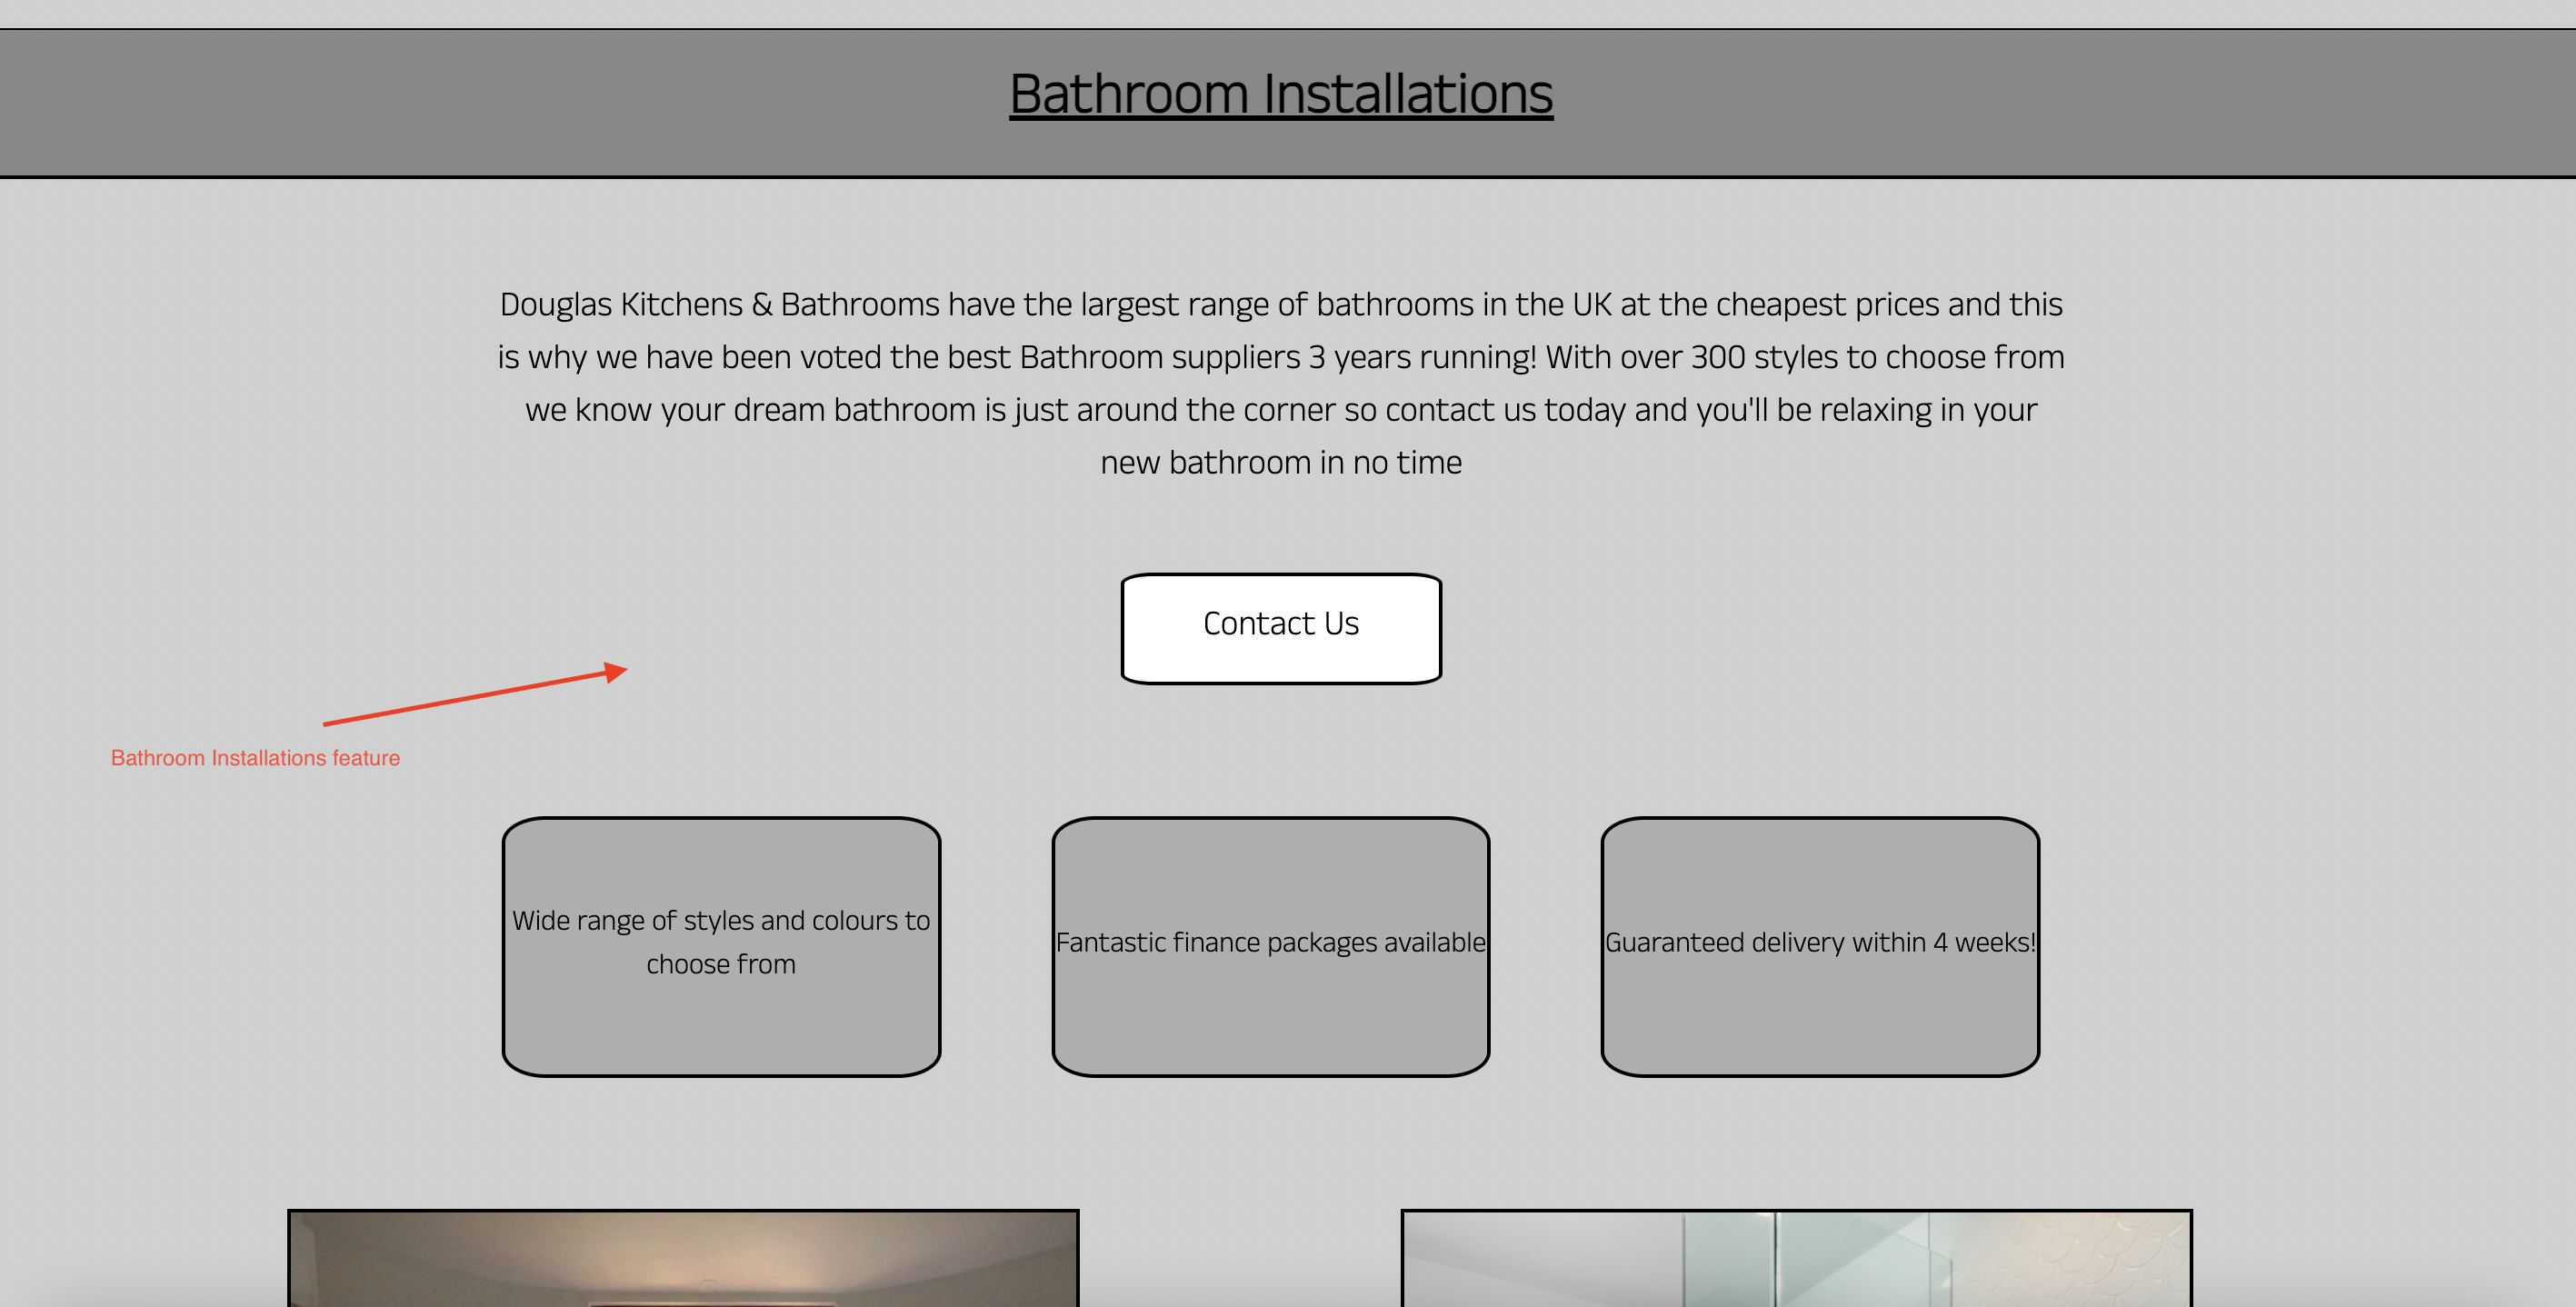 Bathroom Installations
Douglas Kitchens & Bathrooms have the largest range of bathrooms in the UK at the cheapest prices and this
is why we have been voted the best Bathroom suppliers 3 years running! With over 300 styles to choose from
we know your dream bathroom is just around the corner so contact us today and you'll be relaxing in your
new bathroom in no time
Contact Us
Bathroom Installations feature
Wide range of styles and colours to
choose from
Fantastic finance packages available
Guaranteed delivery within 4 weeks!